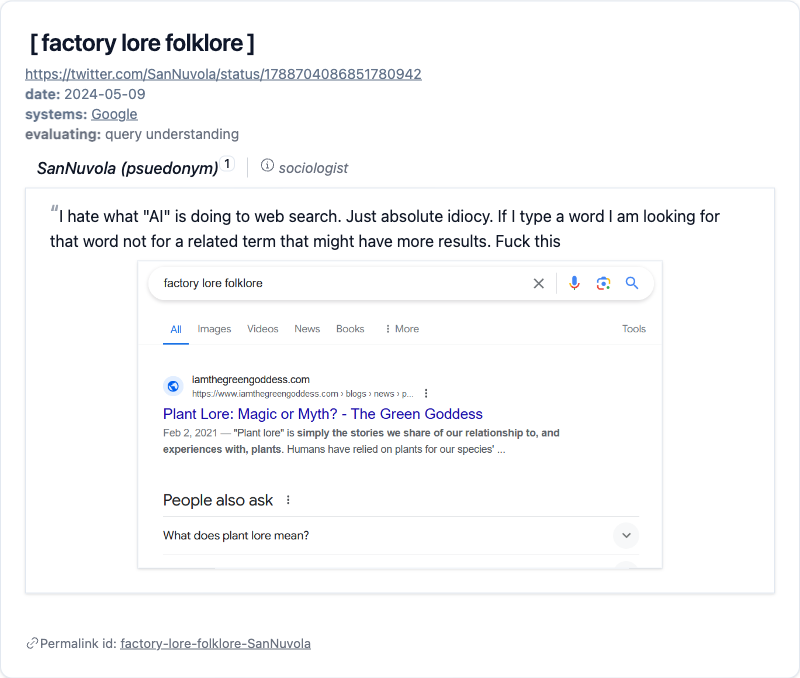 [factory lore folklore]
https://twitter.com/SanNuvola/status/1788704086851780942
date: 2024-05-09
systems: Google
evaluating: query understanding
SanNuvola (psuedonym) 1 ⓘ sociologist
“I hate what "AI" is doing to web search. Just absolute idiocy. If I type a word I am looking for
that word not for a related term that might have more results. Fuck this
factory lore folklore
All Images Videos News Books ⋮ More Tools
iamthegreengoddess.com
https://www.iamthegreengoddess.com › blogs › news › p... ⋮
Plant Lore: Magic or Myth? - The Green Goddess
Feb 2, 2021 — "Plant lore" is simply the stories we share of our relationship to, and
experiences with, plants. Humans have relied on plants for our species' ...
People also ask ⋮
What does plant lore mean?
Permalink id: factory-lore-folklore-SanNuvola